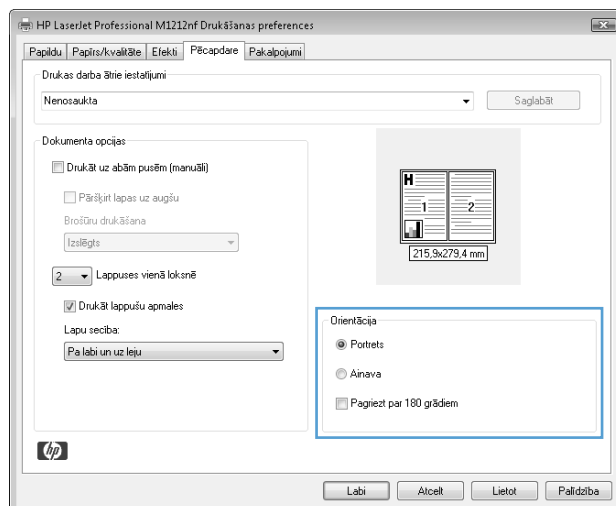 HP LaserJet Professional M1212nf Drukāšanas preferences
Papildu Papīrs/kvalitāte Efekti Pēcapdare Pakalpojumi
Drukas darba ātrie iestatījumi
Nenosaukta
Saglabāt
Dokumenta opcijas
Drukāt uz abām pusēm (manuāli)
Pāršķirt lapas uz augšu
Brošūru drukāšana
Izslēgts
2 Lappuses vienā loksnē
Drukāt lappušu apmales
Lapu secība:
Pa labi un uz leju
H
1 2
215,9x279,4 mm
Orientācija
Portrets
Ainava
Pagriezt par 180 grādiem
hp
Labi Atcelt Lietot Palīdzība